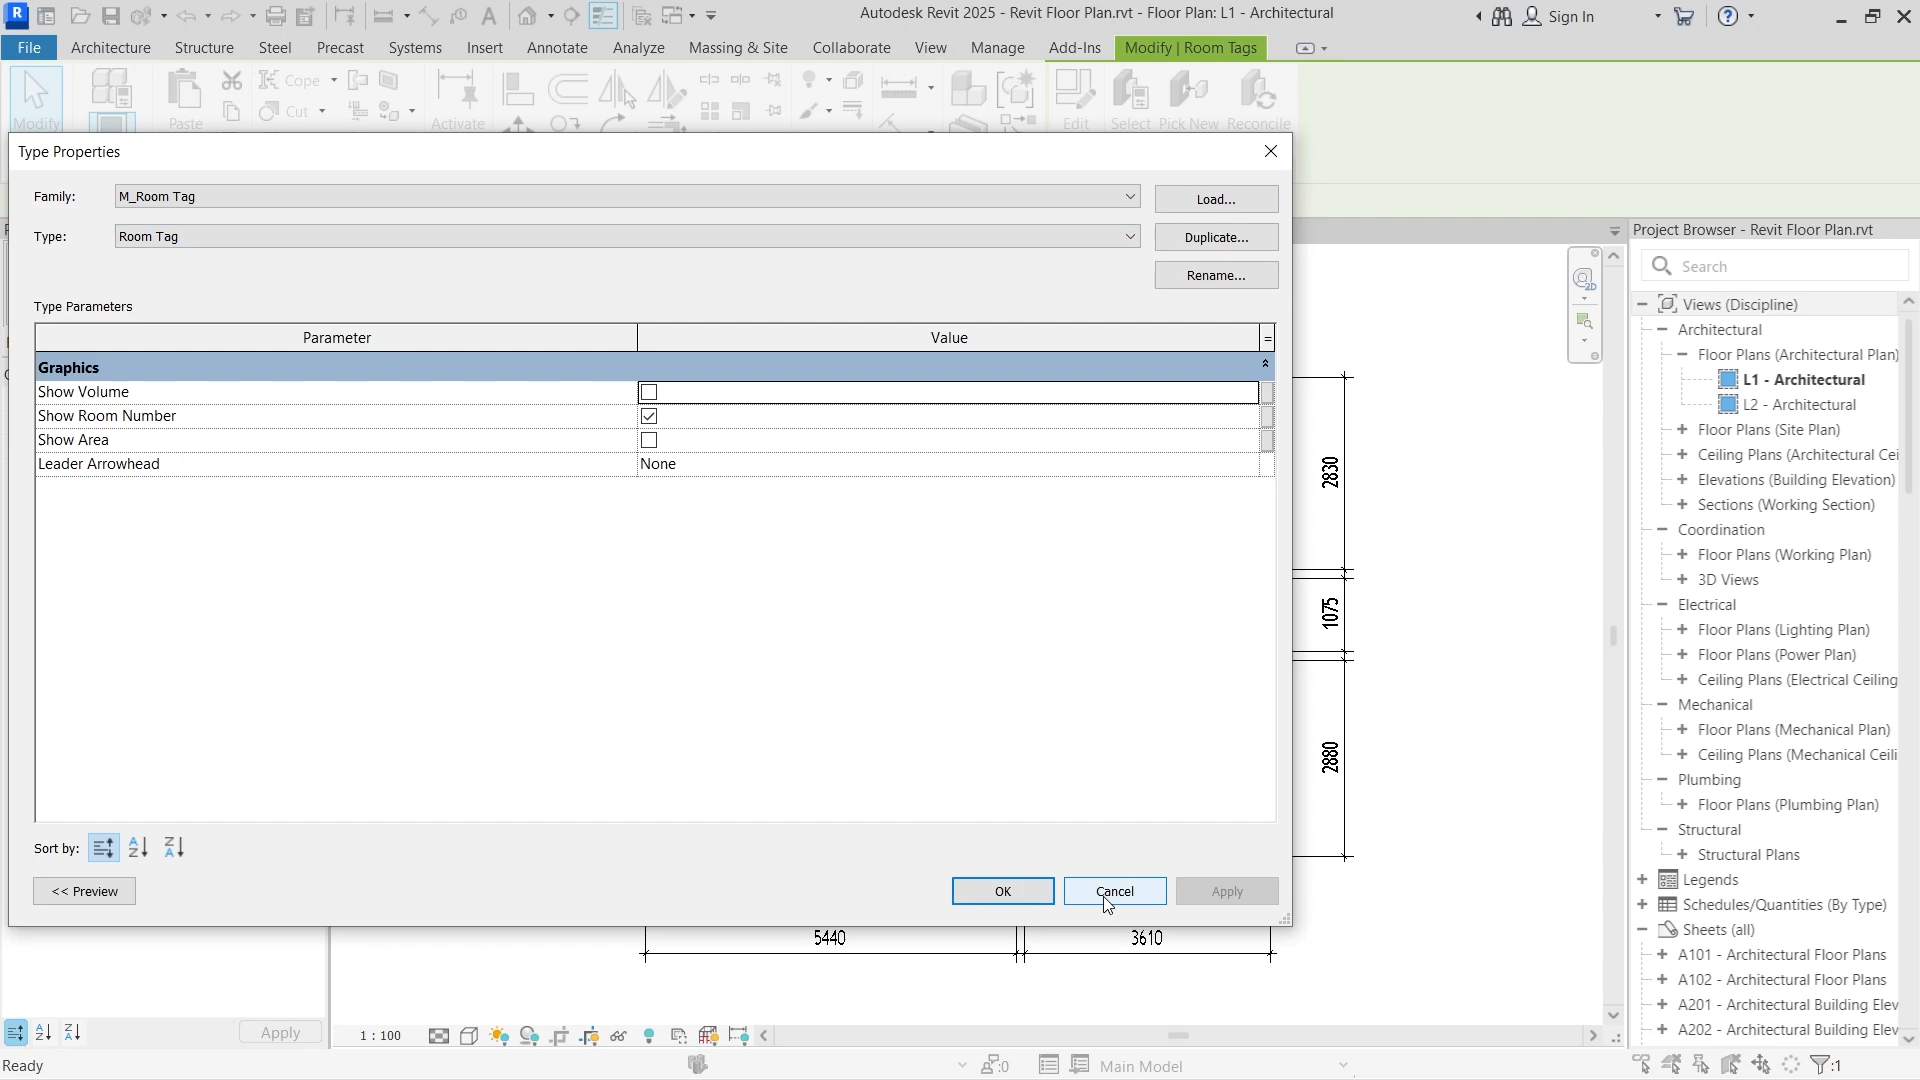 Autodesk Revit 2025 - Revit Floor Plan.rvt - Floor Plan: L1 - Architectural
Sign In
File Architecture Structure Steel Precast Systems Insert Annotate Analyze Massing & Site Collaborate View Manage Add-Ins Modify | Room Tags
Cope
Cut
Modify Paste Activate Edit Select Pick New Reconcile
Type Properties
Family: M_Room Tag Load...
Type: Room Tag Duplicate...
Rename...
Type Parameters
Parameter Value =
Graphics
Show Volume
Show Room Number
Show Area
Leader Arrowhead None
Sort by:
<< Preview OK Cancel Apply
2830
1075
2880
5440 3610
Project Browser - Revit Floor Plan.rvt
Search
Views (Discipline)
Architectural
Floor Plans (Architectural Plan)
L1 - Architectural
L2 - Architectural
Floor Plans (Site Plan)
Ceiling Plans (Architectural Cei
Elevations (Building Elevation)
Sections (Working Section)
Coordination
Floor Plans (Working Plan)
3D Views
Electrical
Floor Plans (Lighting Plan)
Floor Plans (Power Plan)
Ceiling Plans (Electrical Ceiling
Mechanical
Floor Plans (Mechanical Plan)
Ceiling Plans (Mechanical Ceili
Plumbing
Floor Plans (Plumbing Plan)
Structural
Structural Plans
Legends
Schedules/Quantities (By Type)
Sheets (all)
A101 - Architectural Floor Plans
A102 - Architectural Floor Plans
A201 - Architectural Building Elev
A202 - Architectural Building Elev
Apply
1 : 100
Ready
:0
Main Model
:1